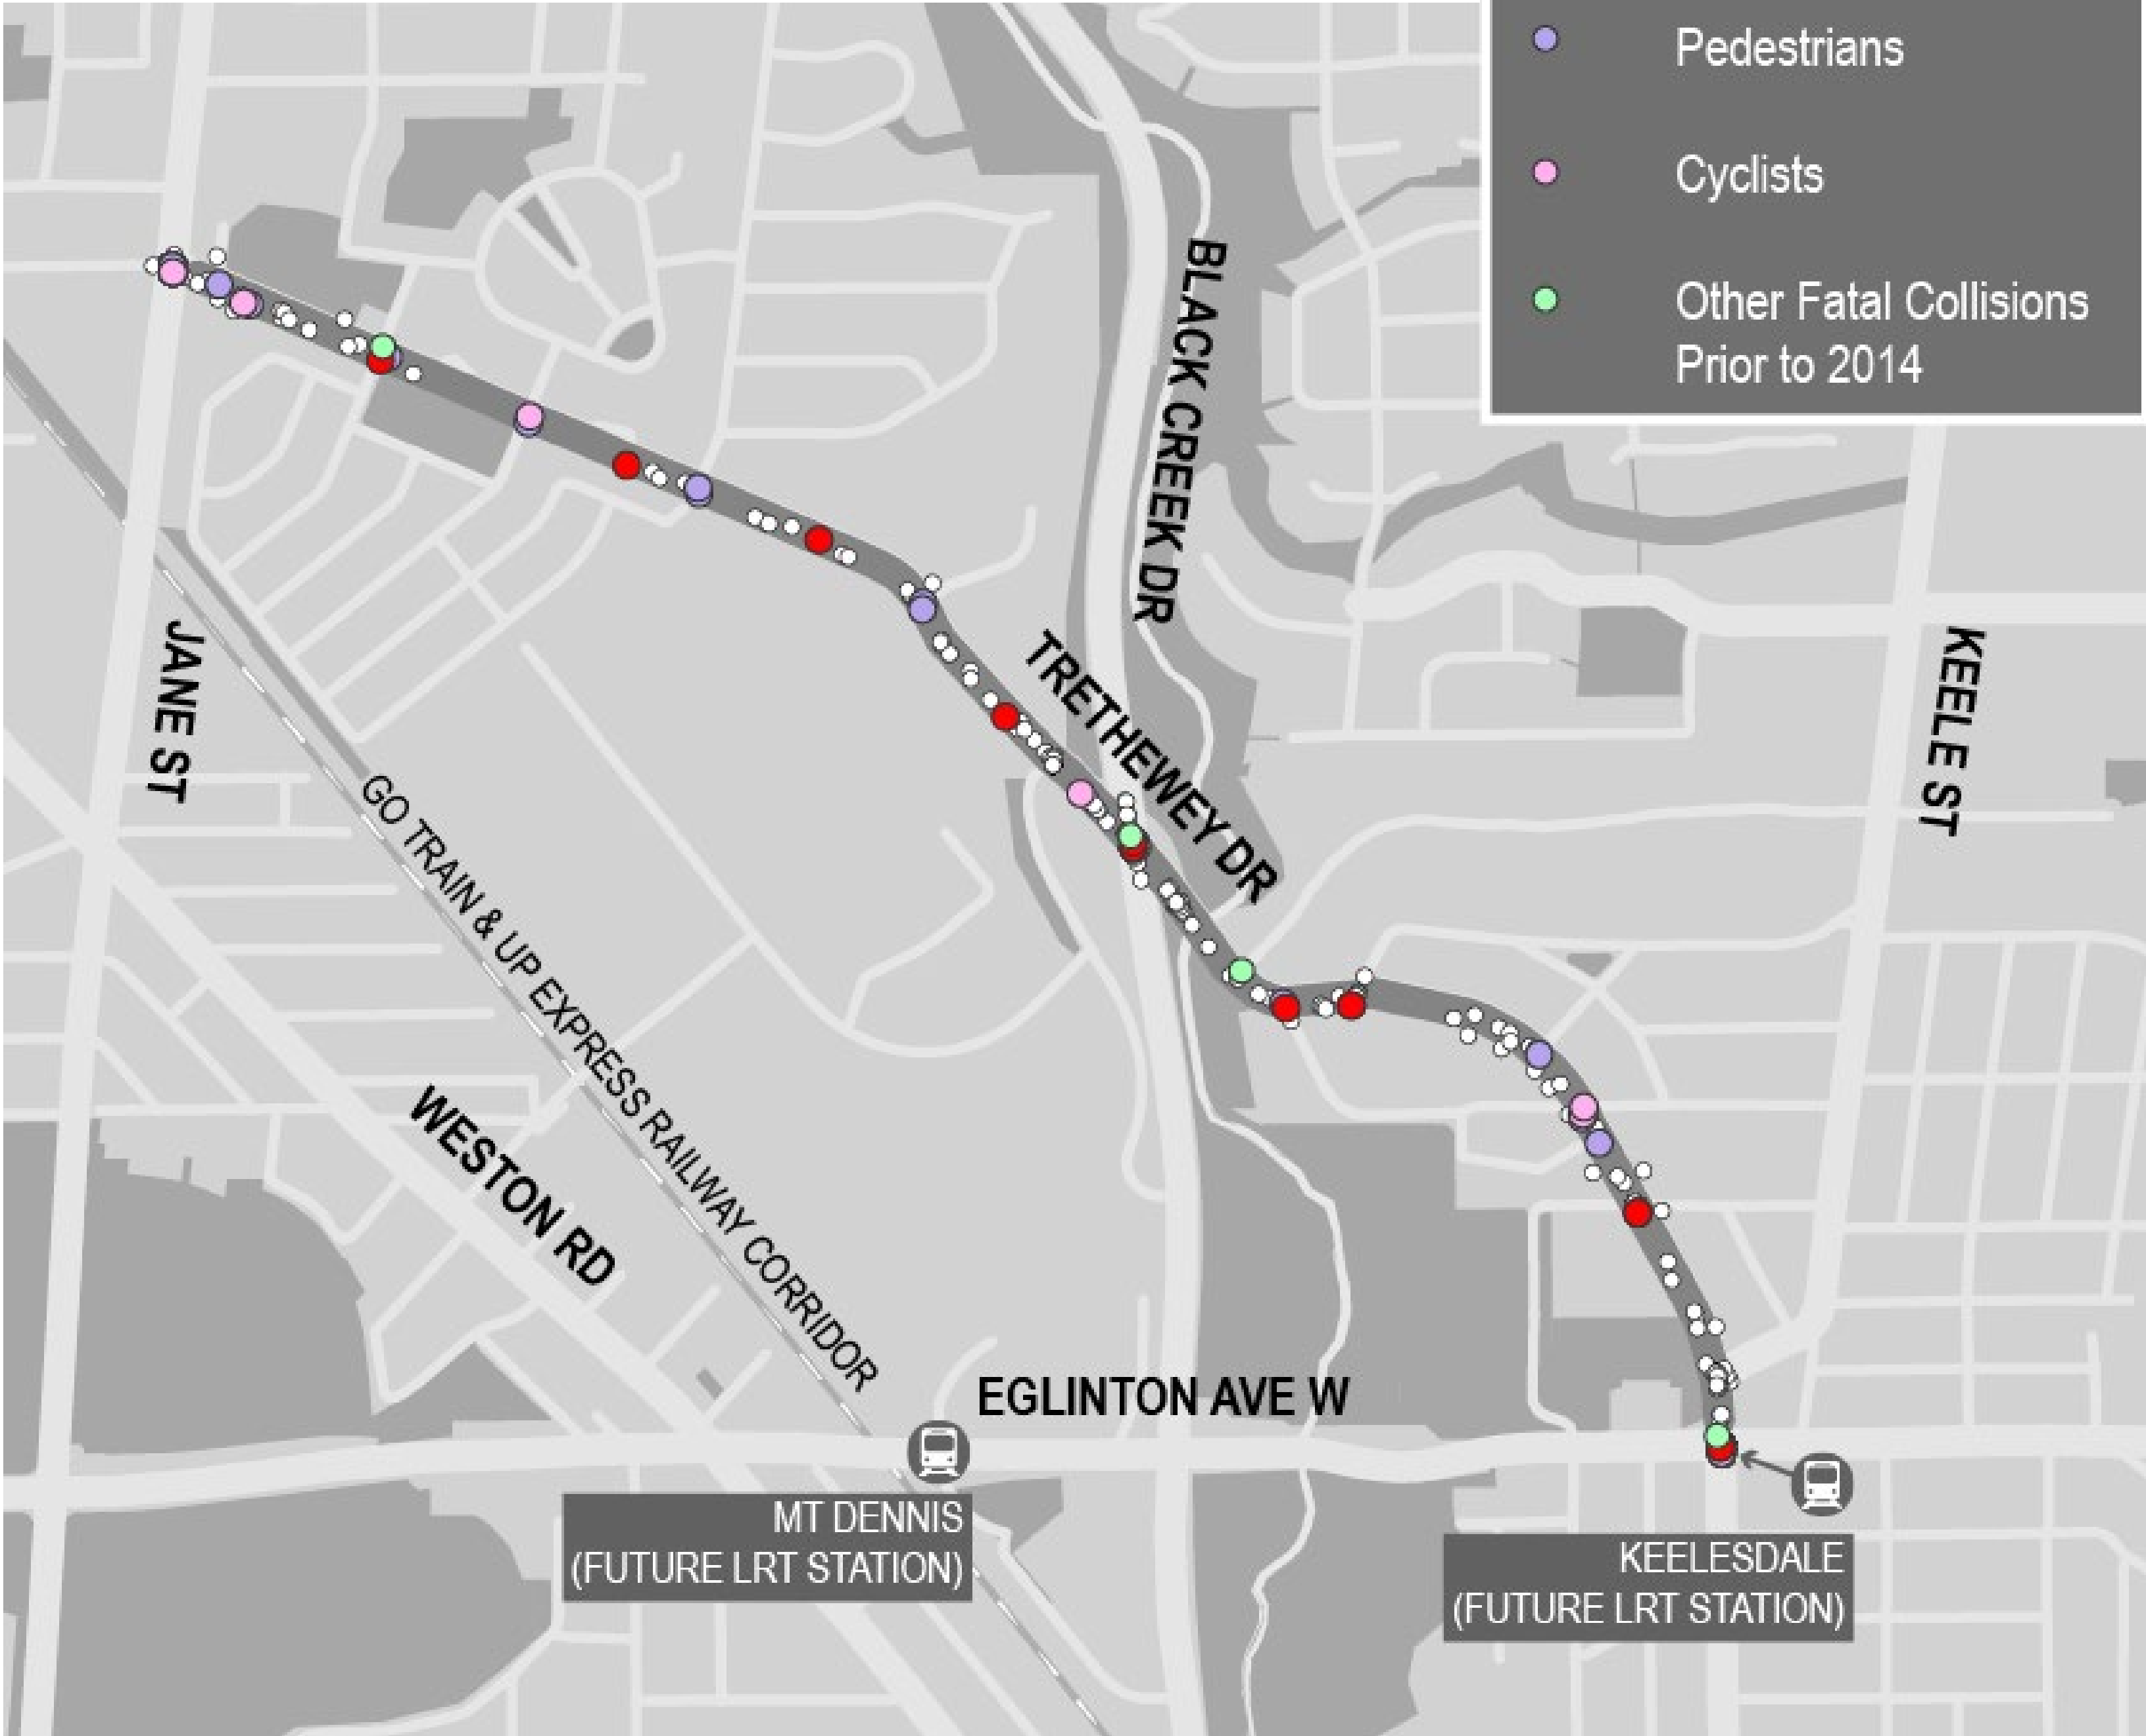 Pedestrians
Cyclists
Other Fatal Collisions
Prior to 2014
BLACK CREEK DR
TRETHEWEY DR
JANE ST
KEELE ST
GO TRAIN & UP EXPRESS RAILWAY CORRIDOR
WESTON RD
EGLINTON AVE W
MT DENNIS
(FUTURE LRT STATION)
KEELESDALE
(FUTURE LRT STATION)